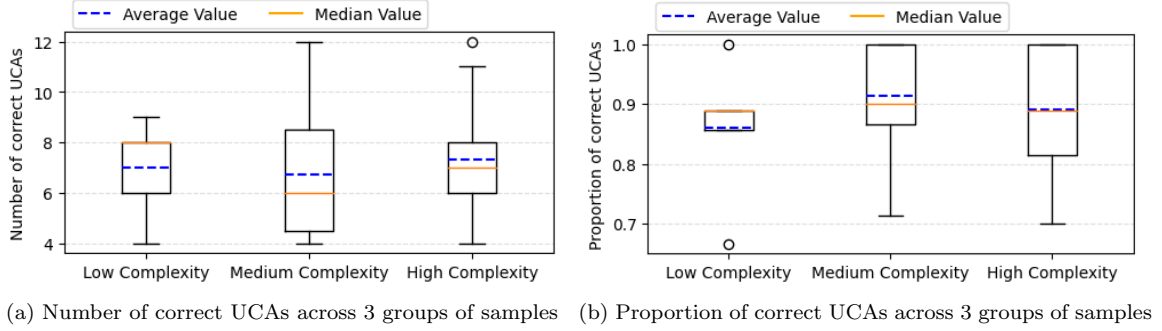 Average Value Median Value
Number of correct UCAs
12
10
8
6
4
Low Complexity Medium Complexity High Complexity
(a) Number of correct UCAs across 3 groups of samples
Average Value Median Value
Proportion of correct UCAs
1.0
0.9
0.8
0.7
Low Complexity Medium Complexity High Complexity
(b) Proportion of correct UCAs across 3 groups of samples